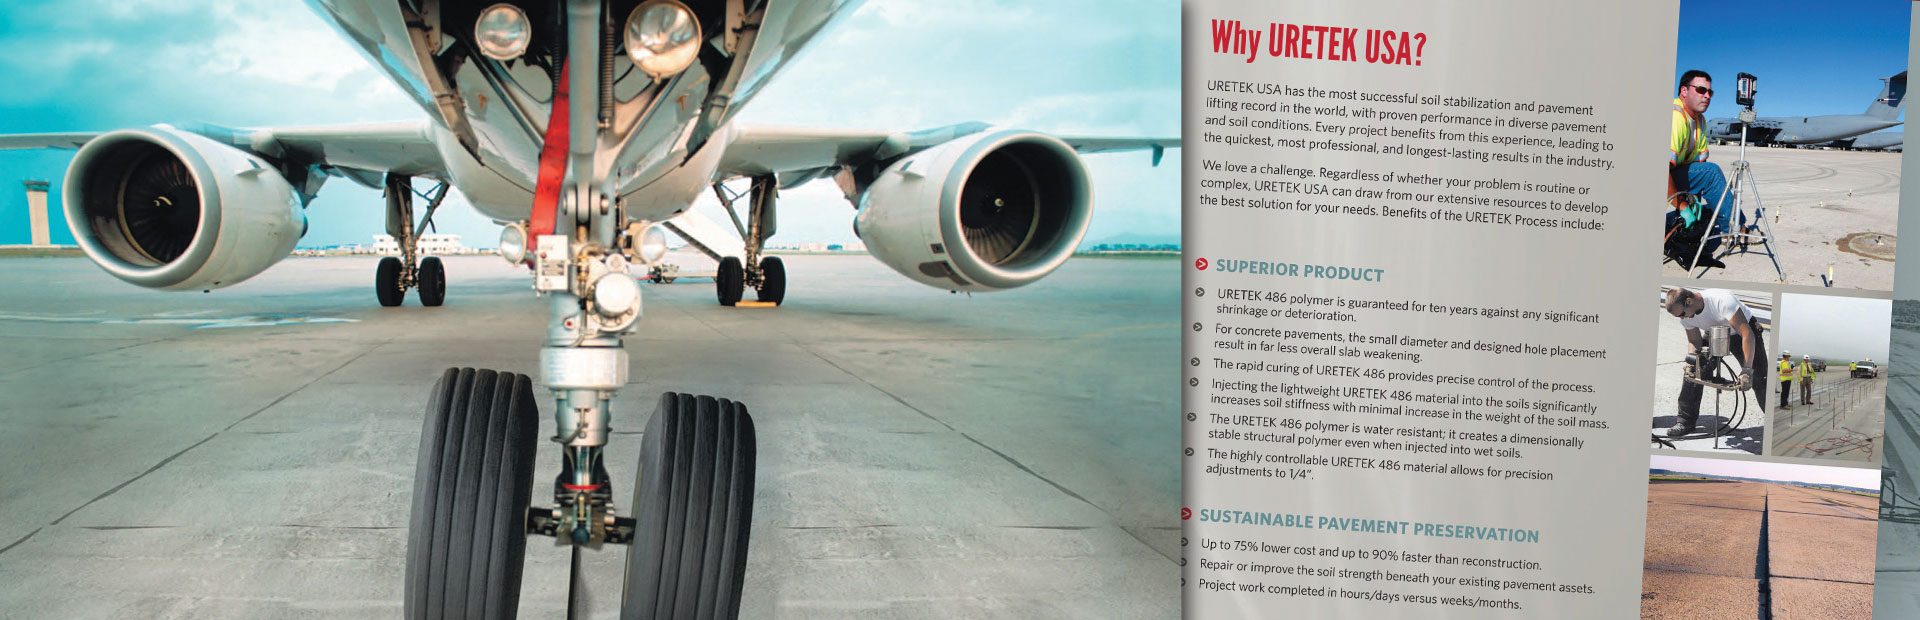 Why URETEK USA?
URETEK USA has the most successful soil stabilization and pavement
lifting record in the world, with proven performance in diverse pavement
and soil conditions. Every project benefits from this experience, leading to
the quickest, most professional, and longest-lasting results in the industry.
We love a challenge. Regardless of whether your problem is routine or
complex, URETEK USA can draw from our extensive resources to develop
the best solution for your needs. Benefits of the URETEK Process include:
SUPERIOR PRODUCT
URETEK 486 polymer is guaranteed for ten years against any significant
shrinkage or deterioration.
For concrete pavements, the small diameter and designed hole placement
result in far less overall slab weakening.
The rapid curing of URETEK 486 provides precise control of the process.
Injecting the lightweight URETEK 486 material into the soils significantly
increases soil stiffness with minimal increase in the weight of the soil mass.
The URETEK 486 polymer is water resistant; it creates a dimensionally
stable structural polymer even when injected into wet soils.
The highly controllable URETEK 486 material allows for precision
adjustments to 1/4".
SUSTAINABLE PAVEMENT PRESERVATION
Up to 75% lower cost and up to 90% faster than reconstruction.
Repair or improve the soil strength beneath your existing pavement assets.
Project work completed in hours/days versus weeks/months.